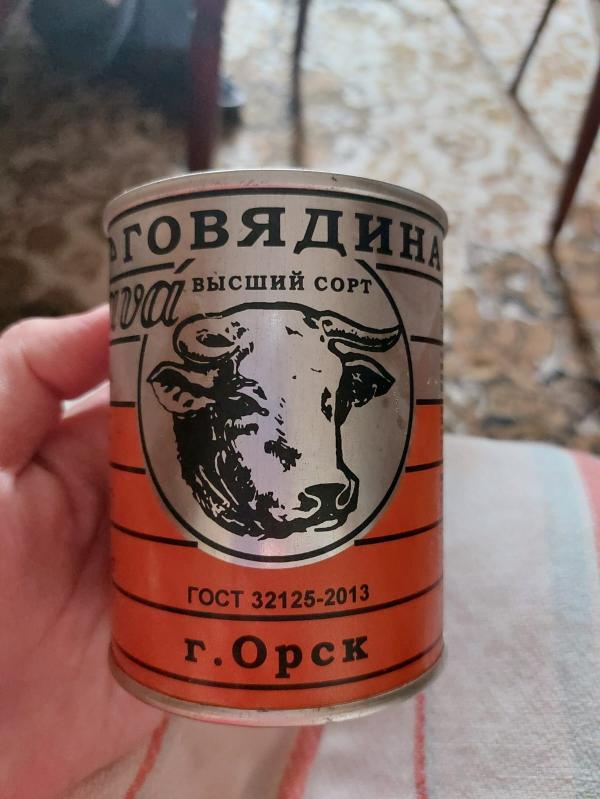 ГОВЯДИНА
ВЫСШИЙ СОРТ
ГОСТ 32125-2013
г.Орск